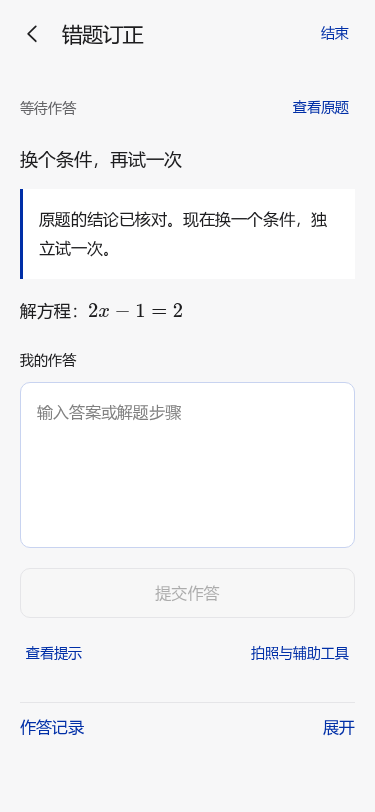 错题订正
结束
等待作答
查看原题
换个条件，再试一次
原题的结论已核对。现在换一个条件，独
立试一次。
解方程：2x − 1 = 2
我的作答
输入答案或解题步骤
提交作答
查看提示
拍照与辅助工具
作答记录
展开